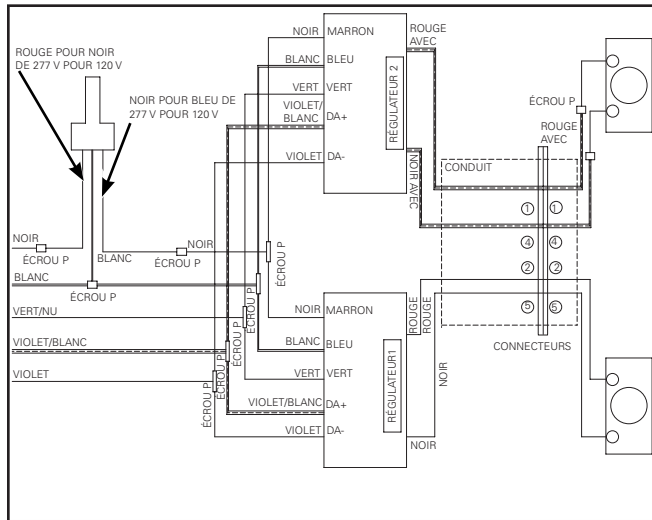 ROUGE POUR NOIR
DE 277 V POUR 120 V
NOIR POUR BLEU DE
277 V POUR 120 V
NOIR
ÉCROU P
BLANC
ÉCROU P
NOIR
BLANC
ÉCROU P
VERT/NU
VIOLET/BLANC
VIOLET
ÉCROU P
ÉCROU P
ÉCROU P
ÉCROU P
ÉCROU P
NOIR
MARRON
BLANC
BLEU
VERT
VERT
VIOLET/
BLANC
DA+
VIOLET
DA-
RÉGULATEUR 2
ROUGE
AVEC
NOIR AVEC
NOIR
MARRON
BLANC
BLEU
VERT
VERT
VIOLET/BLANC
DA+
VIOLET
DA-
RÉGULATEUR1
ROUGE
ROUGE
NOIR
NOIR
CONDUIT
ÉCROU P
ROUGE
AVEC
1 1
4 4
2 2
5 5
CONNECTEURS